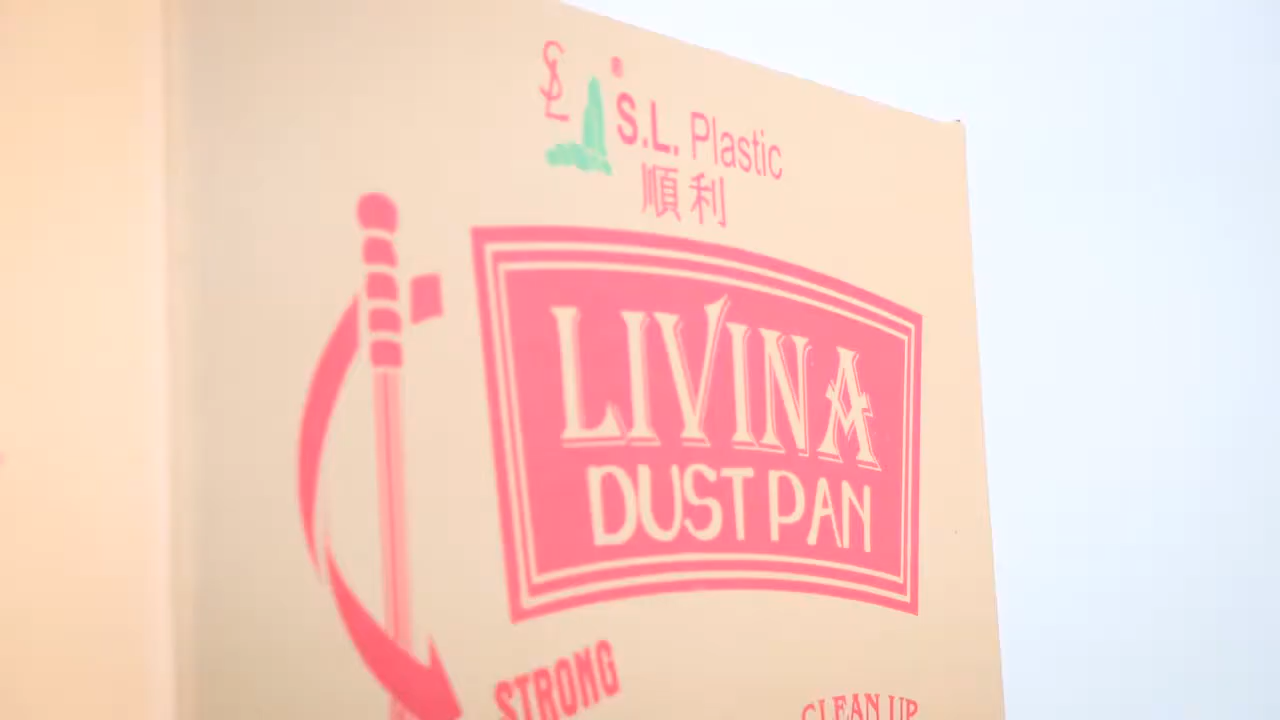 SL
S.L. Plastic
順利
LIVINA
DUST PAN
STRONG
CLEAN UP